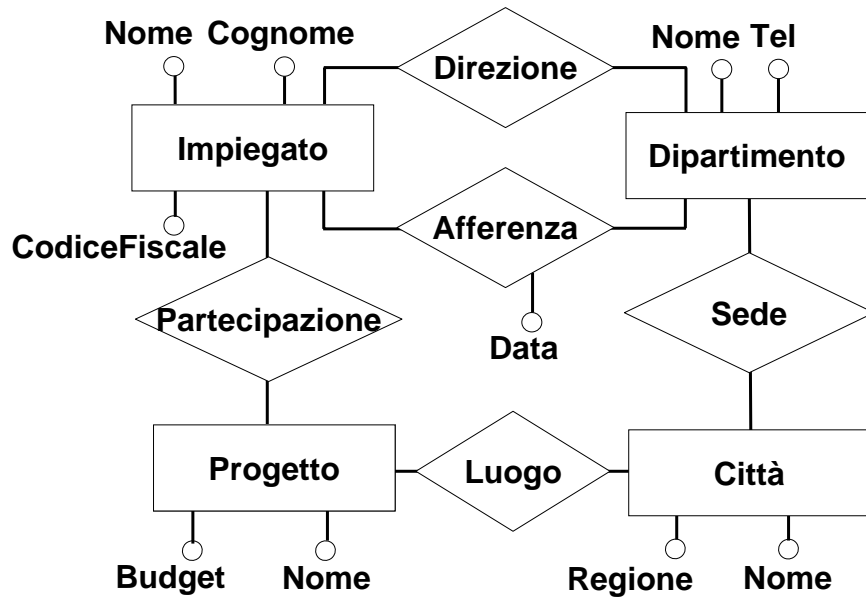 Nome Cognome
Nome Tel
Direzione
Impiegato
Dipartimento
Afferenza
CodiceFiscale
Partecipazione
Sede
Data
Progetto
Luogo
Città
Budget
Nome
Regione
Nome